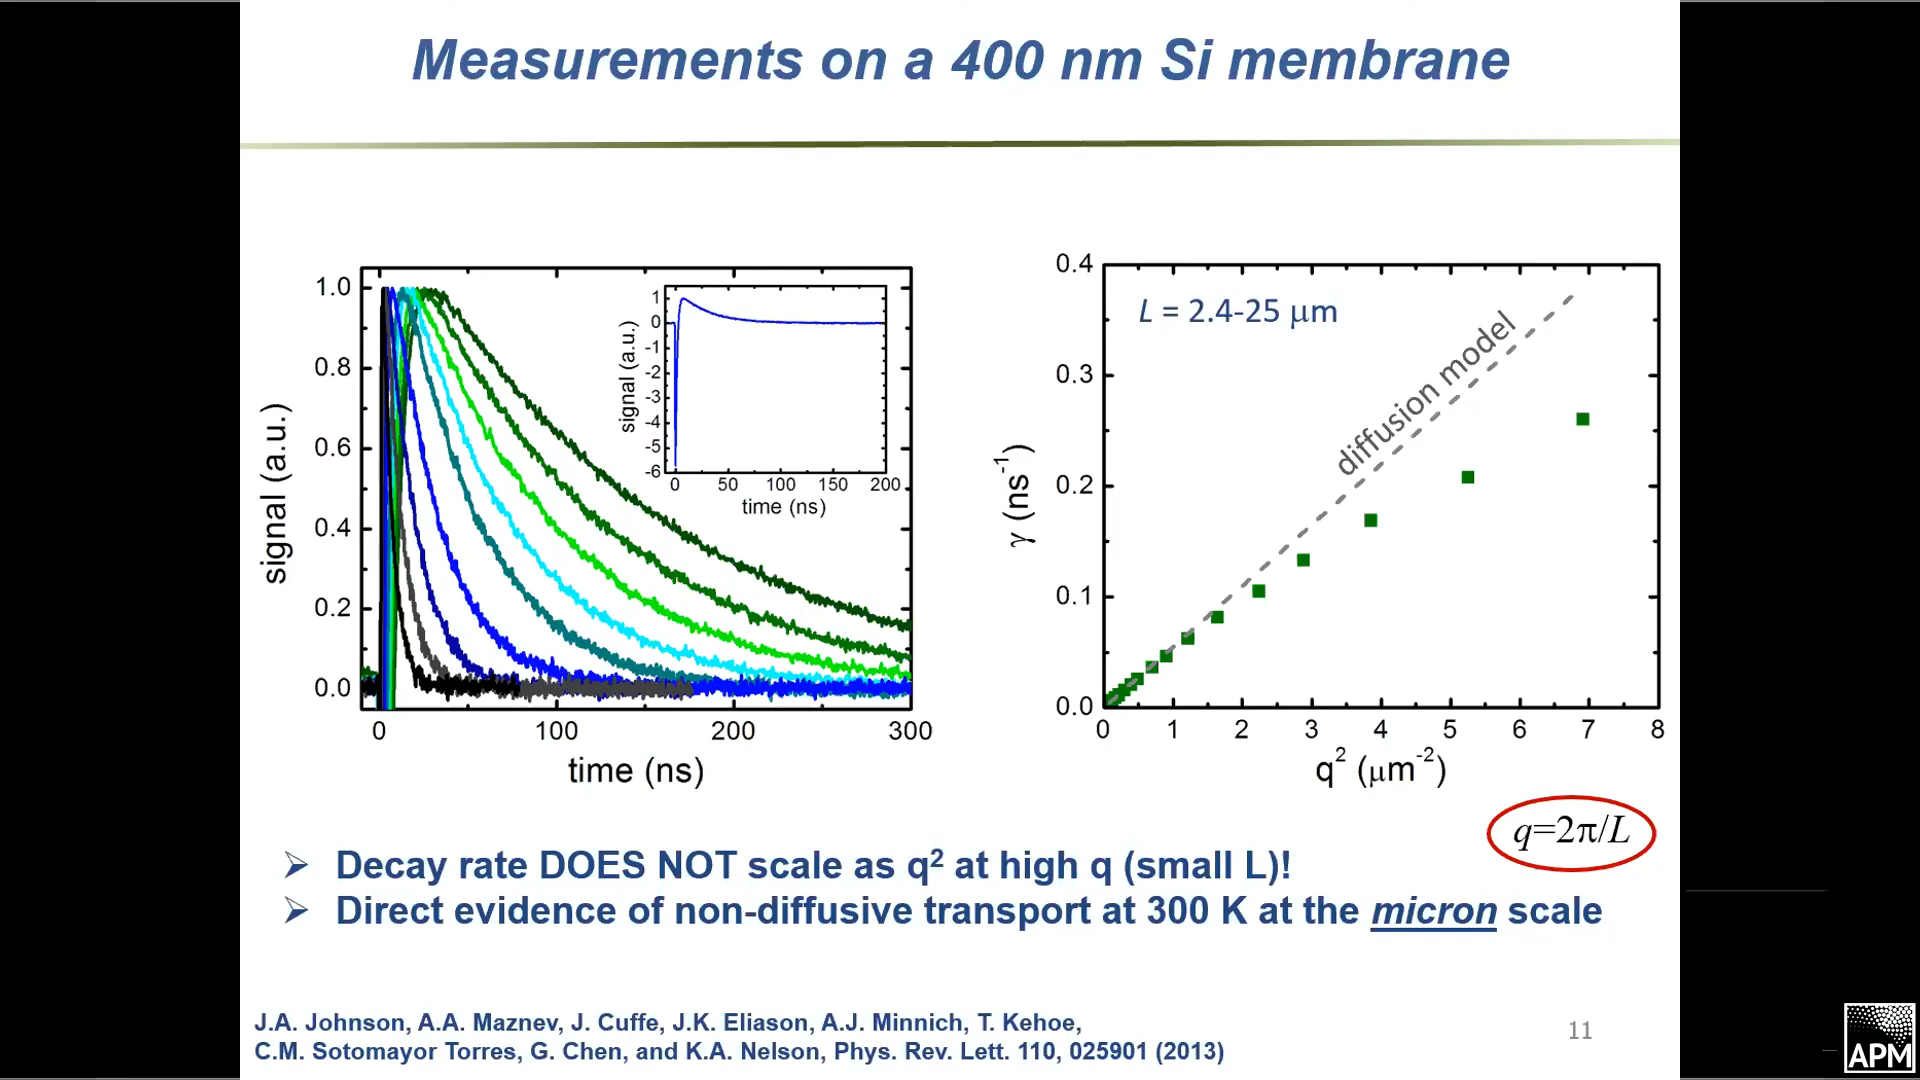 Measurements on a 400 nm Si membrane
1.0
0.8
0.6
0.4
0.2
0.0
signal (a.u.)
0 100 200 300
time (ns)
1
0
-1
-2
-3
-4
-5
-6
signal (a.u.)
0 50 100 150 200
time (ns)
0.4
0.3
0.2
0.1
0.0
γ (ns⁻¹)
L = 2.4-25 μm
diffusion model
0 1 2 3 4 5 6 7 8
q² (μm⁻²)
q=2π/L
➢ Decay rate DOES NOT scale as q² at high q (small L)!
➢ Direct evidence of non-diffusive transport at 300 K at the micron scale
J.A. Johnson, A.A. Maznev, J. Cuffe, J.K. Eliason, A.J. Minnich, T. Kehoe,
C.M. Sotomayor Torres, G. Chen, and K.A. Nelson, Phys. Rev. Lett. 110, 025901 (2013)
11
APM